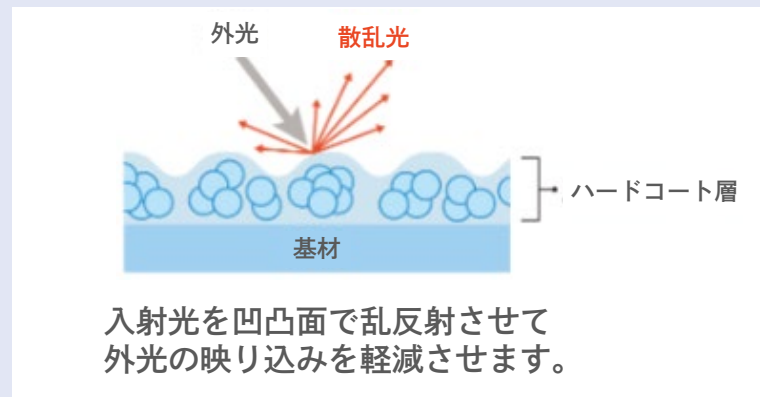 外光
散乱光
ハードコート層
基材
入射光を凹凸面で乱反射させて
外光の映り込みを軽減させます。